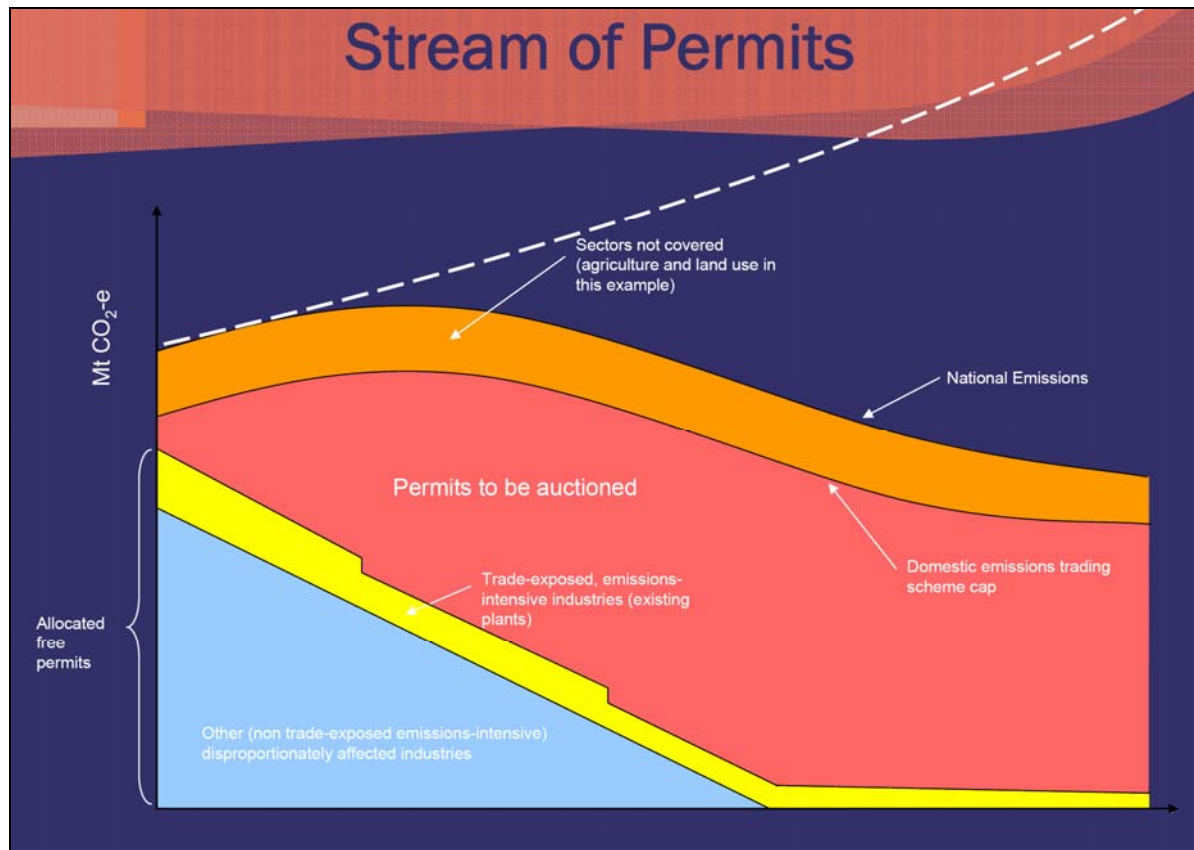 Stream of Permits
Sectors not covered
(agriculture and land use in
this example)
Mt CO₂-e
National Emissions
Permits to be auctioned
Domestic emissions trading
scheme cap
Trade-exposed, emissions-
intensive industries (existing
plants)
Allocated
free
permits
Other (non trade-exposed emissions-intensive)
disproportionately affected industries